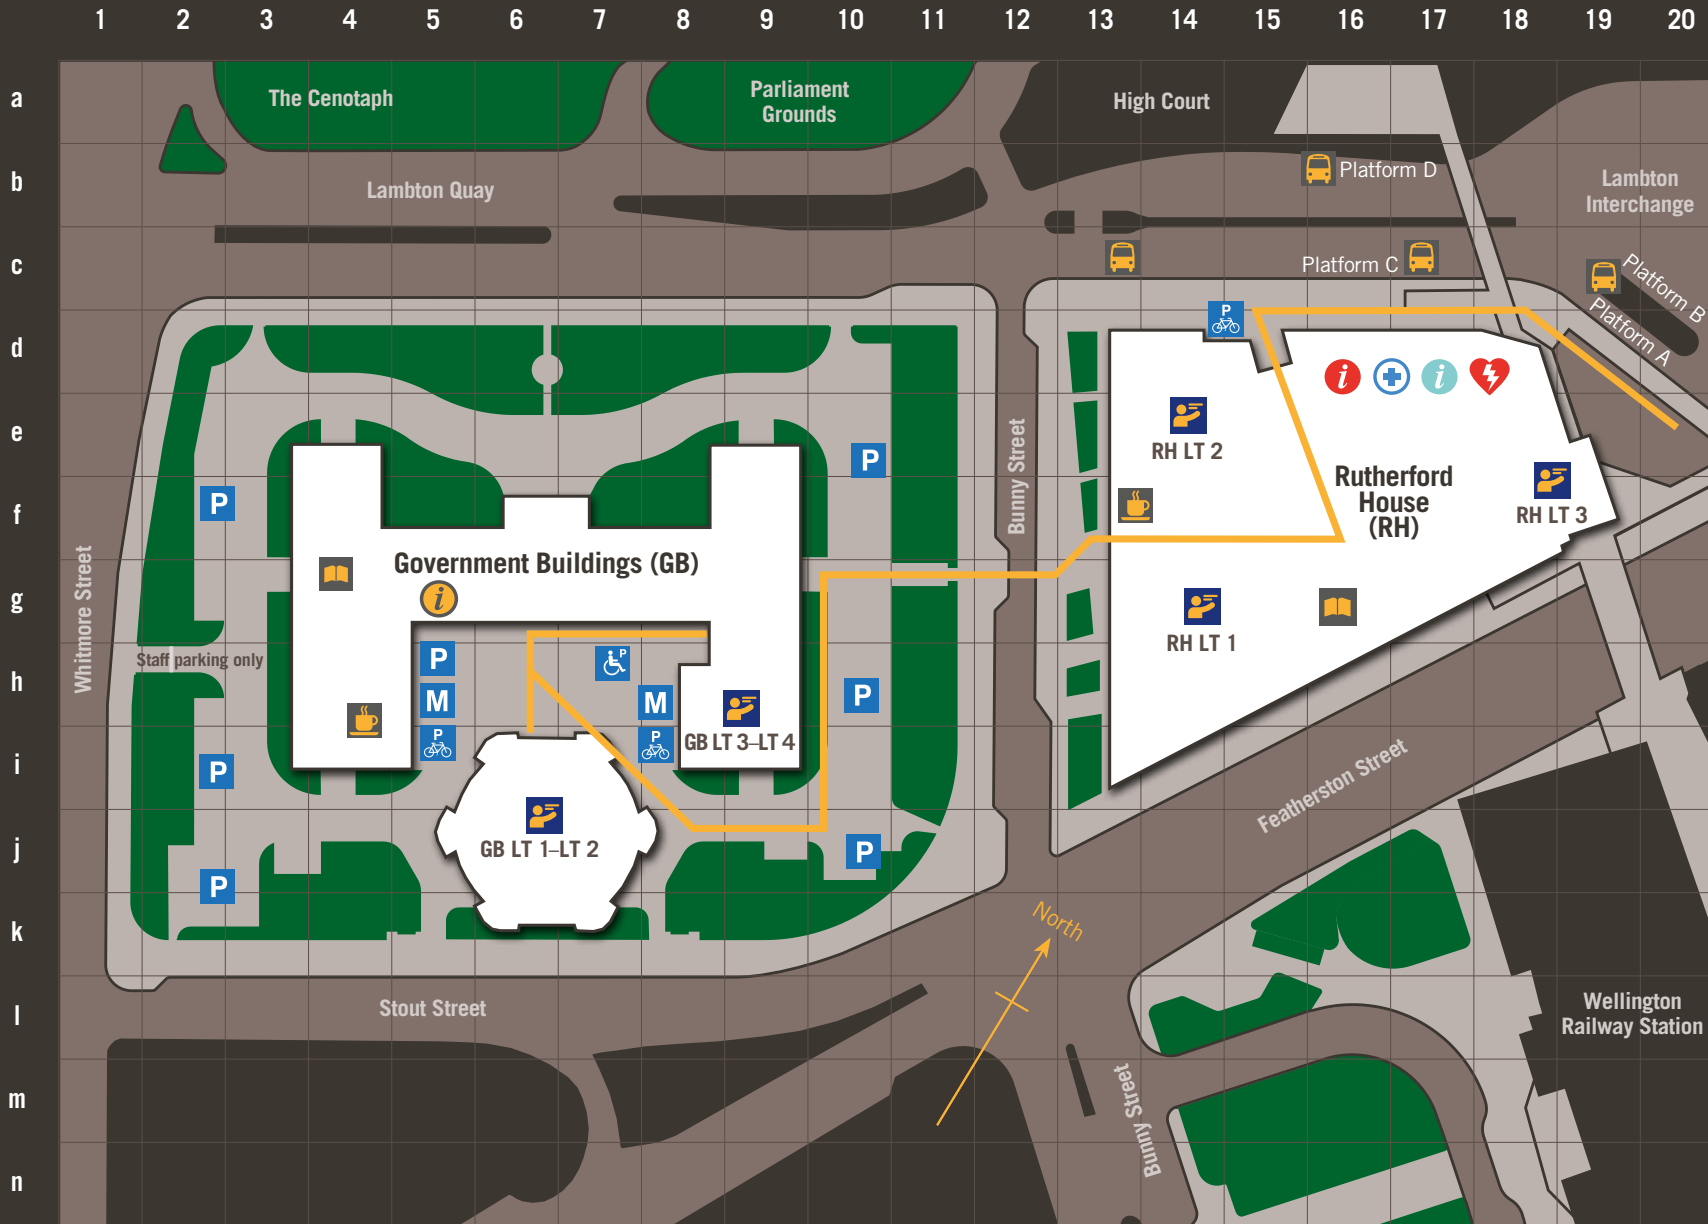 1 2 3 4 5 6 7 8 9 10 11 12 13 14 15 16 17 18 19 20
a
b
c
d
e
f
g
h
i
j
k
l
m
n
The Cenotaph
Parliament
Grounds
High Court
Platform D
Lambton Quay
Lambton
Interchange
Platform C
Platform B
Platform A
P
i
i
RH LT 2
Bunny Street
P
P
Rutherford
House
(RH)
RH LT 3
Whitmore Street
Government Buildings (GB)
i
RH LT 1
Staff parking only
P
P
M
M
P
P
P
GB LT 3–LT 4
P
Featherston Street
GB LT 1–LT 2
P
P
North
Stout Street
Wellington
Railway Station
Bunny Street